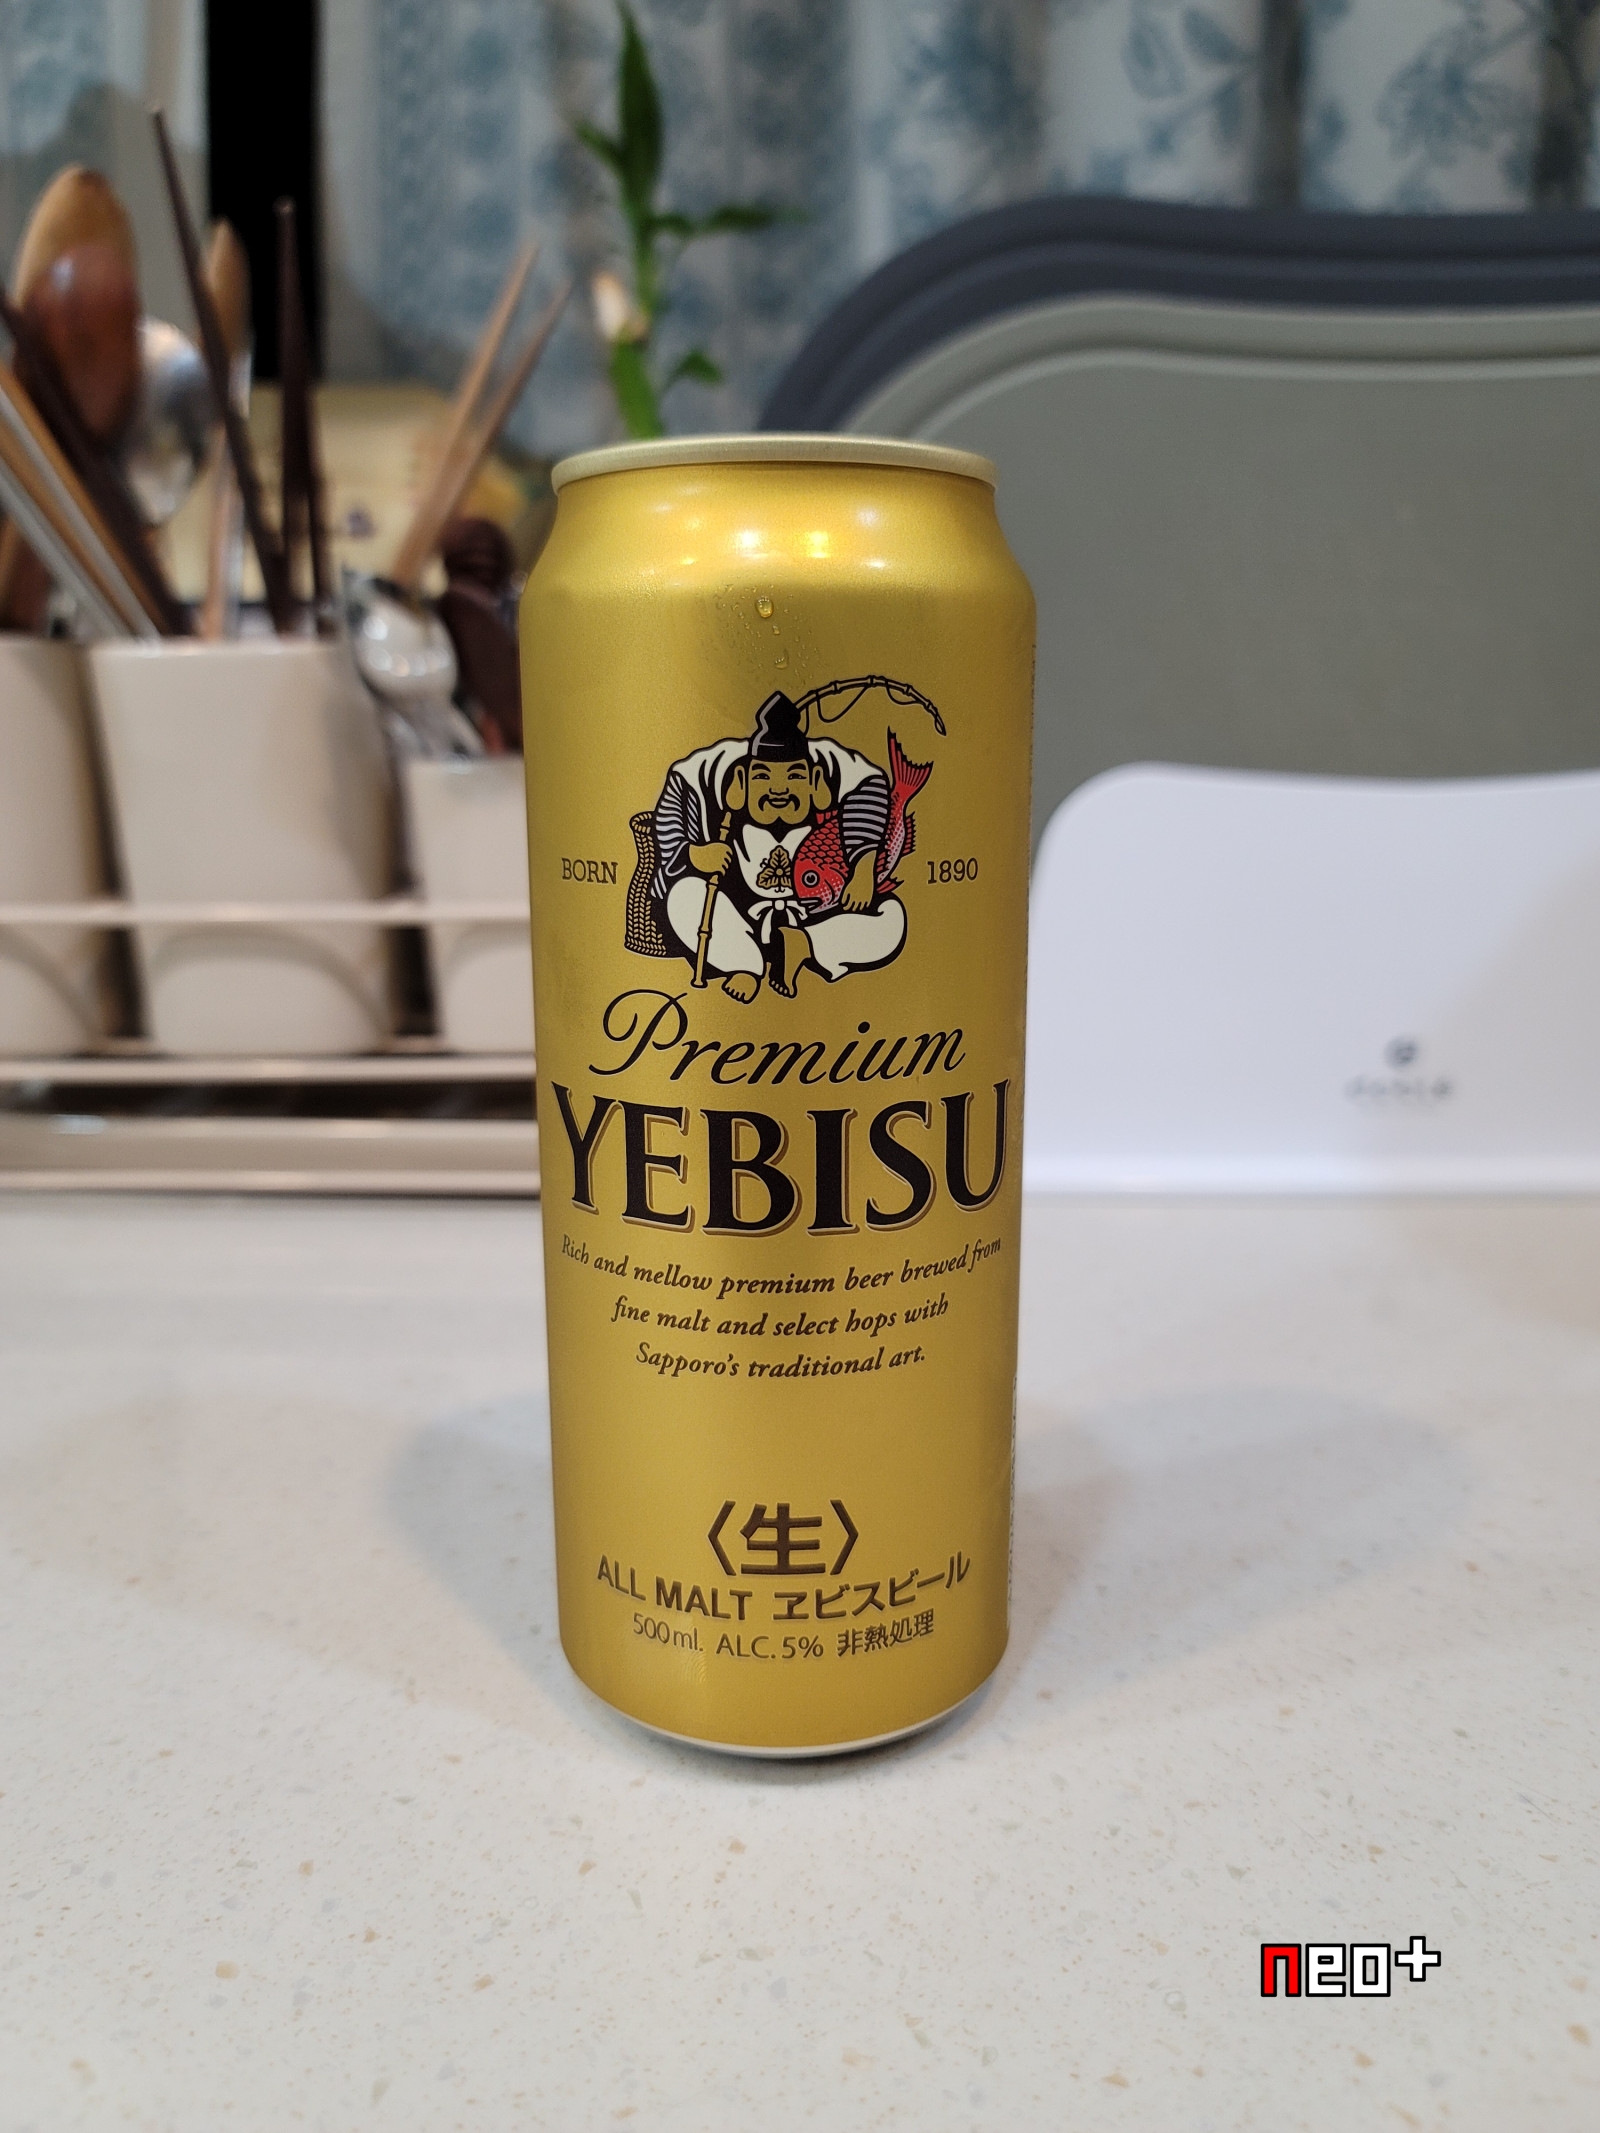 BORN 1890
Premium
YEBISU
Rich and mellow premium beer brewed from
fine malt and select hops with
Sapporo's traditional art.
〈生〉
ALL MALT ヱビスビール
500ml. ALC.5% 非熱処理
neo+